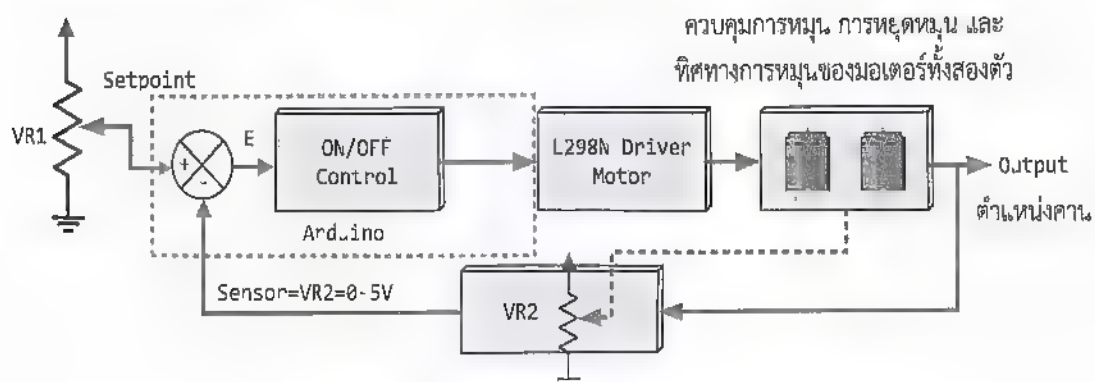 ควบคุมการหมุน การหยุดหมุน และ
ทิศทางการหมุนของมอเตอร์ทั้งสองตัว
Setpoint
VR1
+
-
E
ON/OFF
Control
L298N Driver
Motor
Output
ตำแหน่งคาน
Arduino
Sensor=VR2=0-5V
VR2